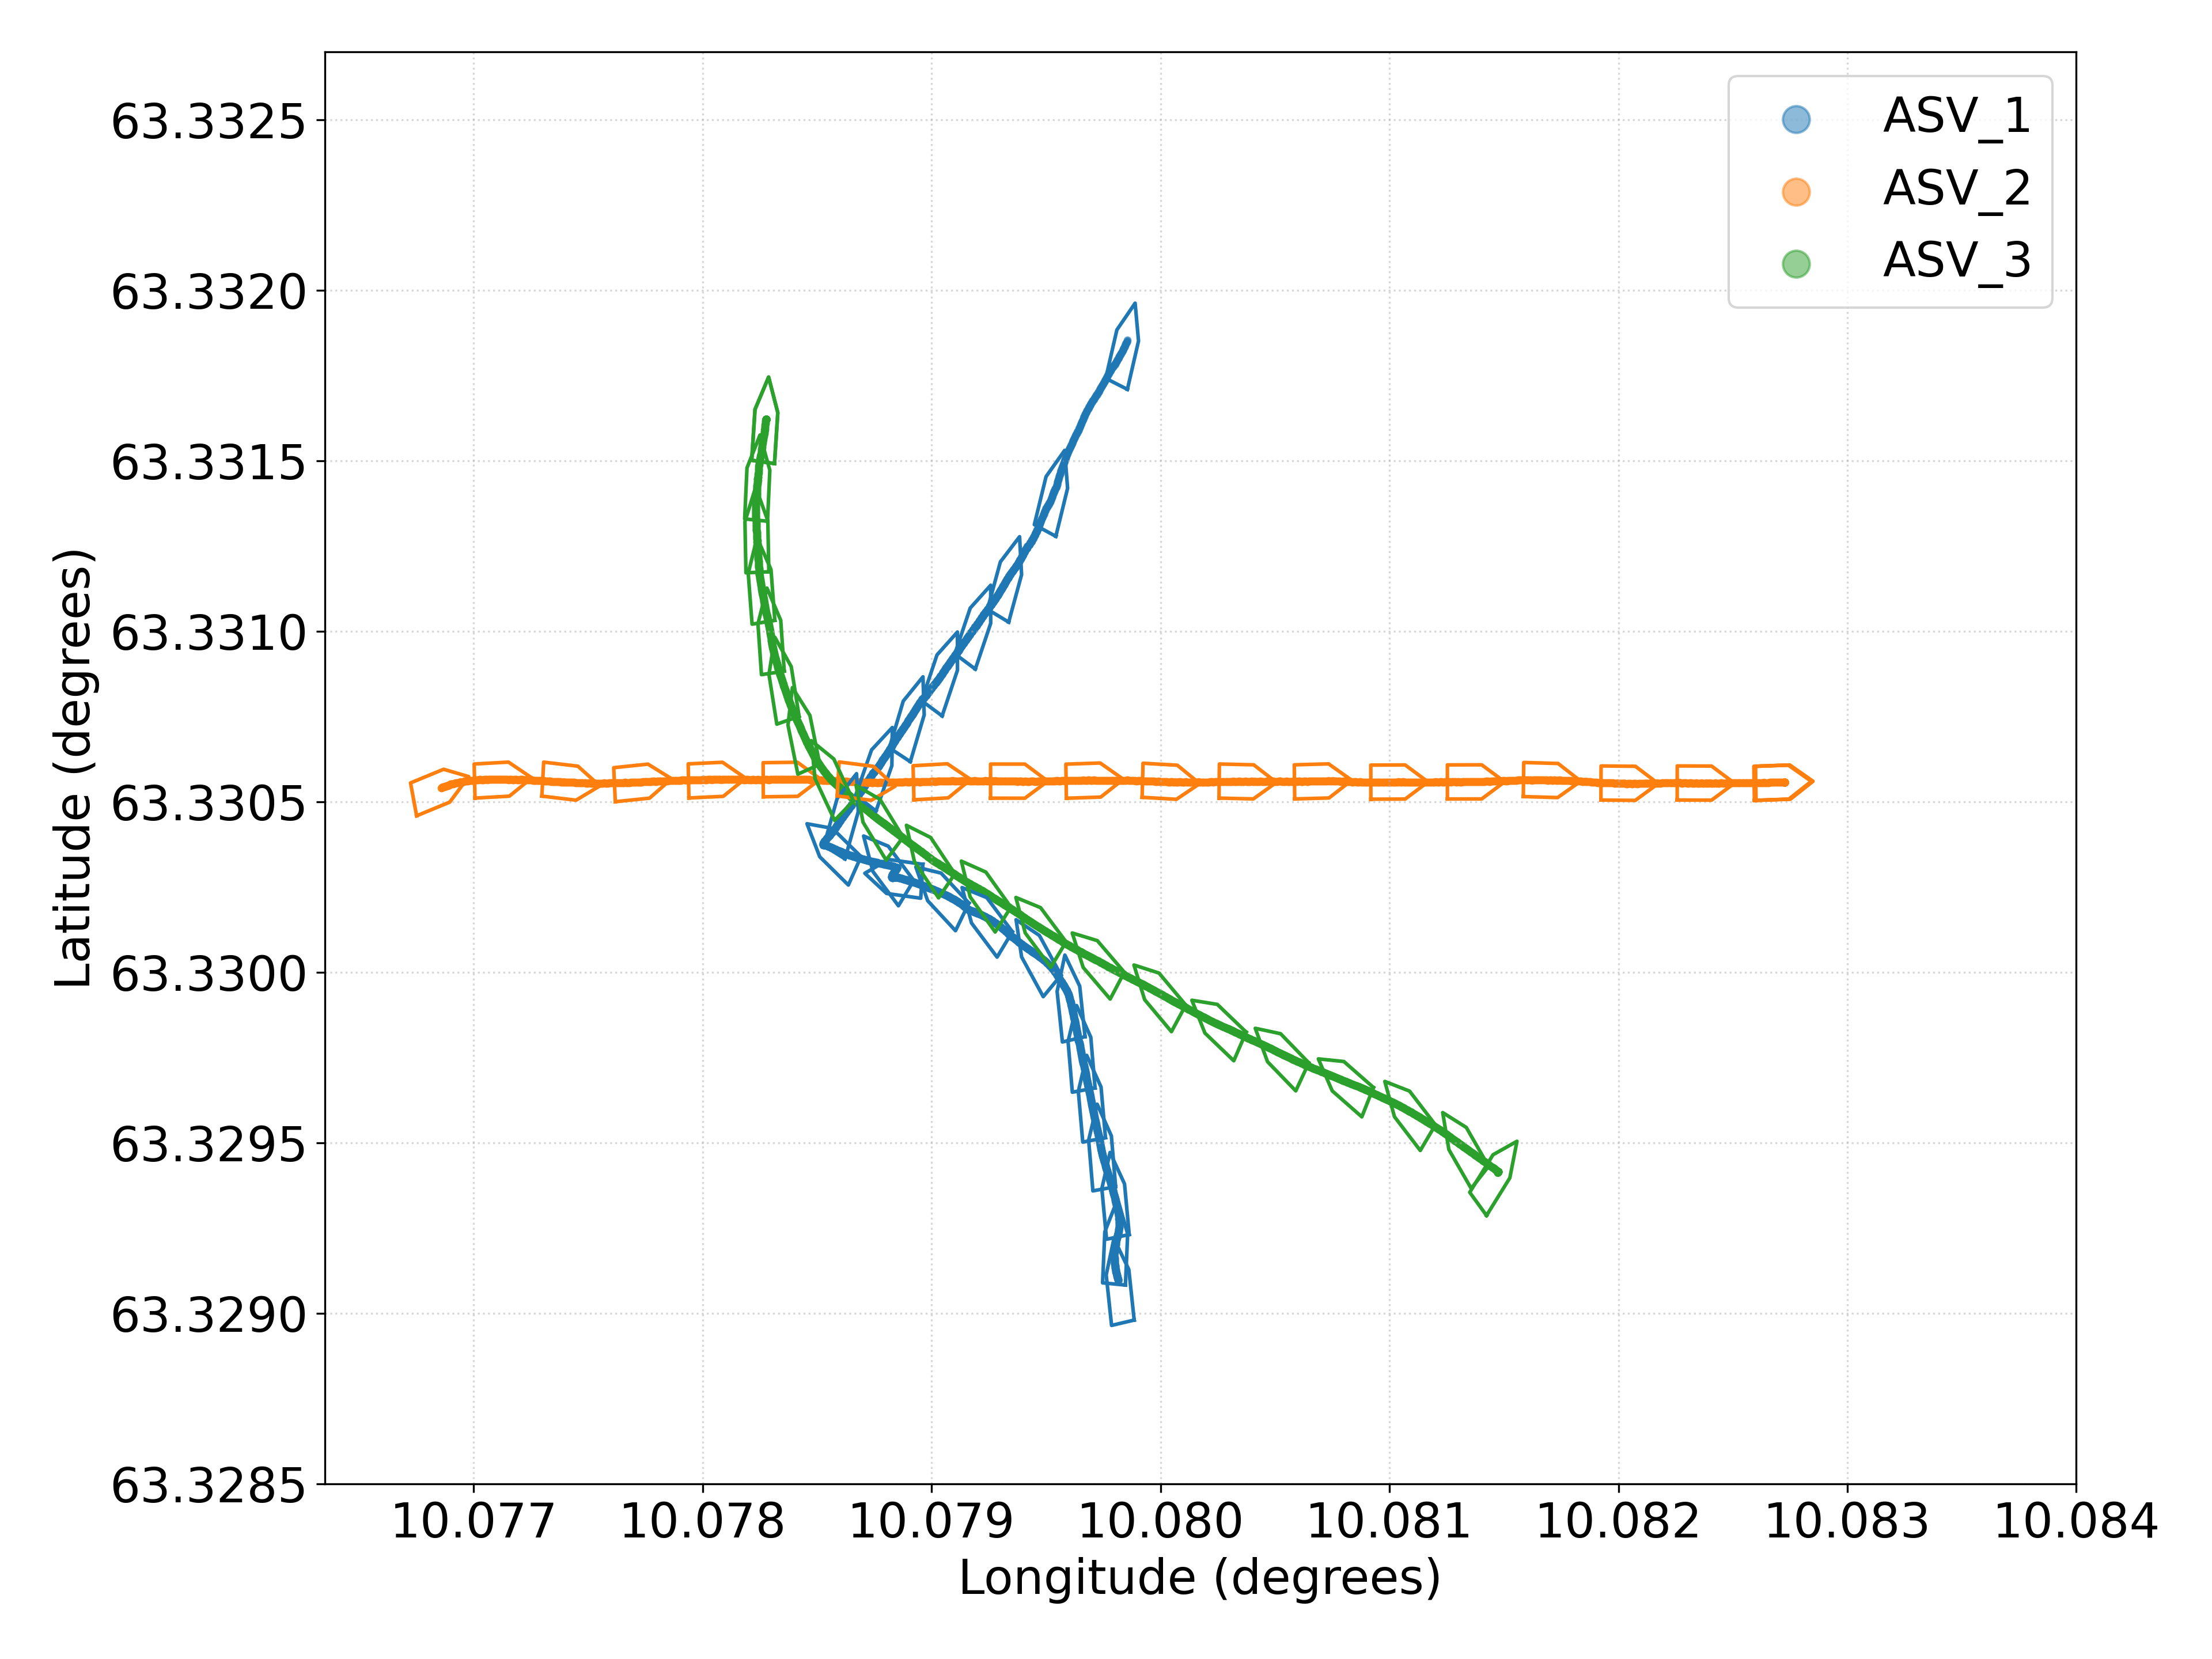 ASV_1
ASV_2
ASV_3
63.3325
63.3320
63.3315
63.3310
63.3305
63.3300
63.3295
63.3290
63.3285
Latitude (degrees)
10.077 10.078 10.079 10.080 10.081 10.082 10.083 10.084
Longitude (degrees)